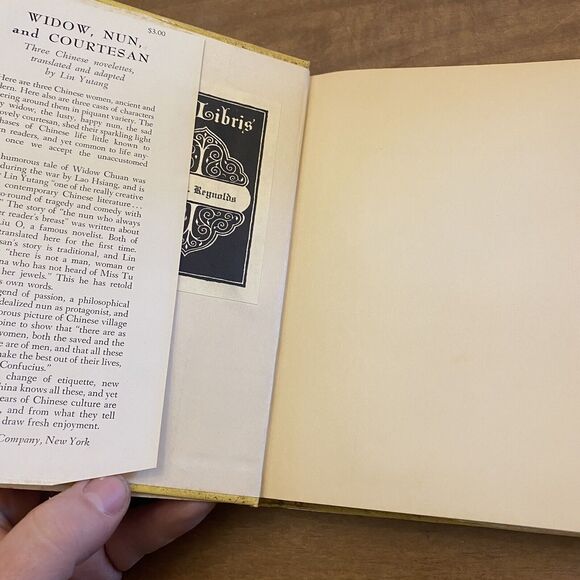 WIDOW, NUN,
and COURTESAN
$3.00
Three Chinese novelettes,
translated and adapted
by Lin Yutang
Here are three Chinese women, ancient and
dern. Here also are three casts of characters
ering around them in piquant variety. The
y widow, the lusty, happy nun, the sad
ovely courtesan, shed their sparkling light
hases of Chinese life little known to
rn readers, and yet common to life any-
once we accept the unaccustomed
humorous tale of Widow Chuan was
during the war by Lao Hsiang, and is
r Lin Yutang "one of the really creative
contemporary Chinese literature . . .
o-round of tragedy and comedy with
" The story of "the nun who always
er reader's breast" was written about
Liu O, a famous novelist. Both of
translated here for the first time.
san's story is traditional, and Lin
"there is not a man, woman or
na who has not heard of Miss Tu
her jewels." This he has retold
s own words.
gend of passion, a philosophical
idealized nun as protagonist, and
orous picture of Chinese village
bine to show that "there are as
women, both the saved and the
re are of men, and that all these
make the best out of their lives,
Confucius."
change of etiquette, new
hina knows all these, and yet
ears of Chinese culture are
, and from what they tell
draw fresh enjoyment.
Company, New York
Libris
Reynolds